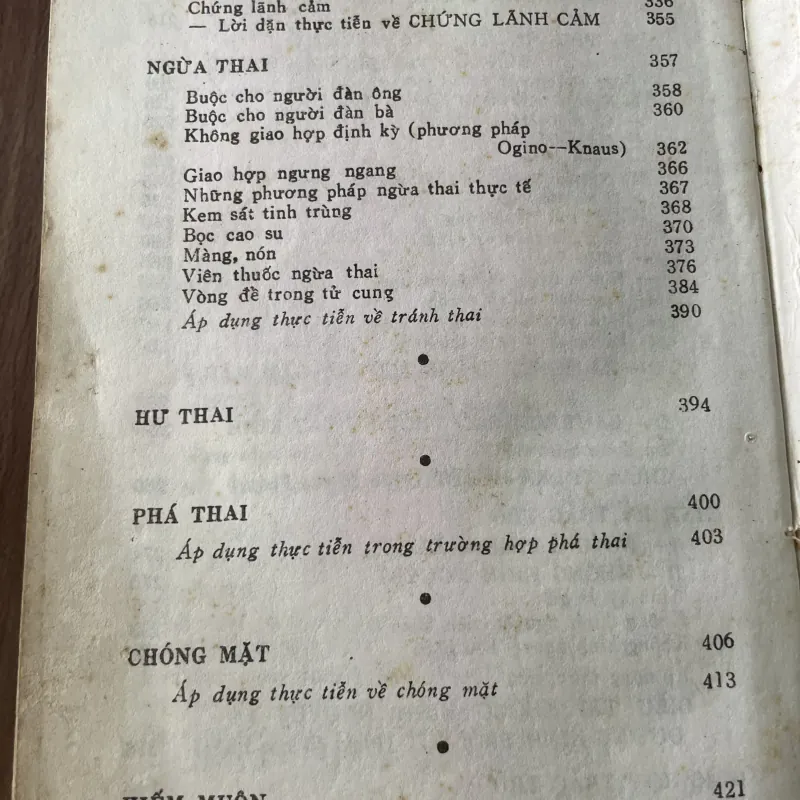 Chứng lãnh cảm 336
— Lời dặn thực tiễn về CHỨNG LÃNH CẢM 355
NGỪA THAI 357
Buộc cho người đàn ông 358
Buộc cho người đàn bà 360
Không giao hợp định kỳ (phương pháp
Ogino--Knaus) 362
Giao hợp ngưng ngang 366
Những phương pháp ngừa thai thực tế 367
Kem sát tinh trùng 368
Bọc cao su 370
Màng, nón 373
Viên thuốc ngừa thai 376
Vòng để trong tử cung 384
Áp dụng thực tiễn về tránh thai 390
HƯ THAI 394
PHÁ THAI 400
Áp dụng thực tiễn trong trường hợp phá thai 403
CHÓNG MẶT 406
Áp dụng thực tiễn về chóng mặt 413
HIẾM MUỘN 421